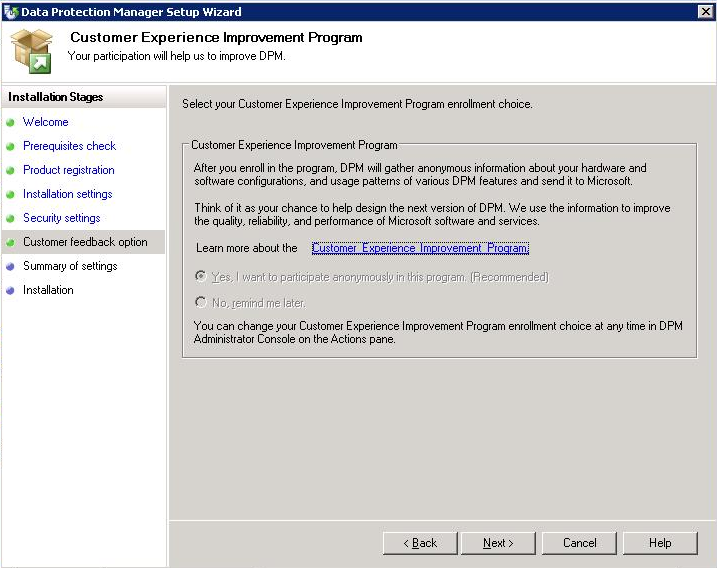 Data Protection Manager Setup Wizard
Customer Experience Improvement Program
Your participation will help us to improve DPM.
Installation Stages
Welcome
Prerequisites check
Product registration
Installation settings
Security settings
Customer feedback option
Summary of settings
Installation
Select your Customer Experience Improvement Program enrollment choice.
Customer Experience Improvement Program
After you enroll in the program, DPM will gather anonymous information about your hardware and
software configurations, and usage patterns of various DPM features and send it to Microsoft.
Think of it as your chance to help design the next version of DPM. We use the information to improve
the quality, reliability, and performance of Microsoft software and services.
Learn more about the Customer Experience Improvement Program.
Yes, I want to participate anonymously in this program. (Recommended)
No, remind me later.
You can change your Customer Experience Improvement Program enrollment choice at any time in DPM
Administrator Console on the Actions pane.
< Back Next > Cancel Help